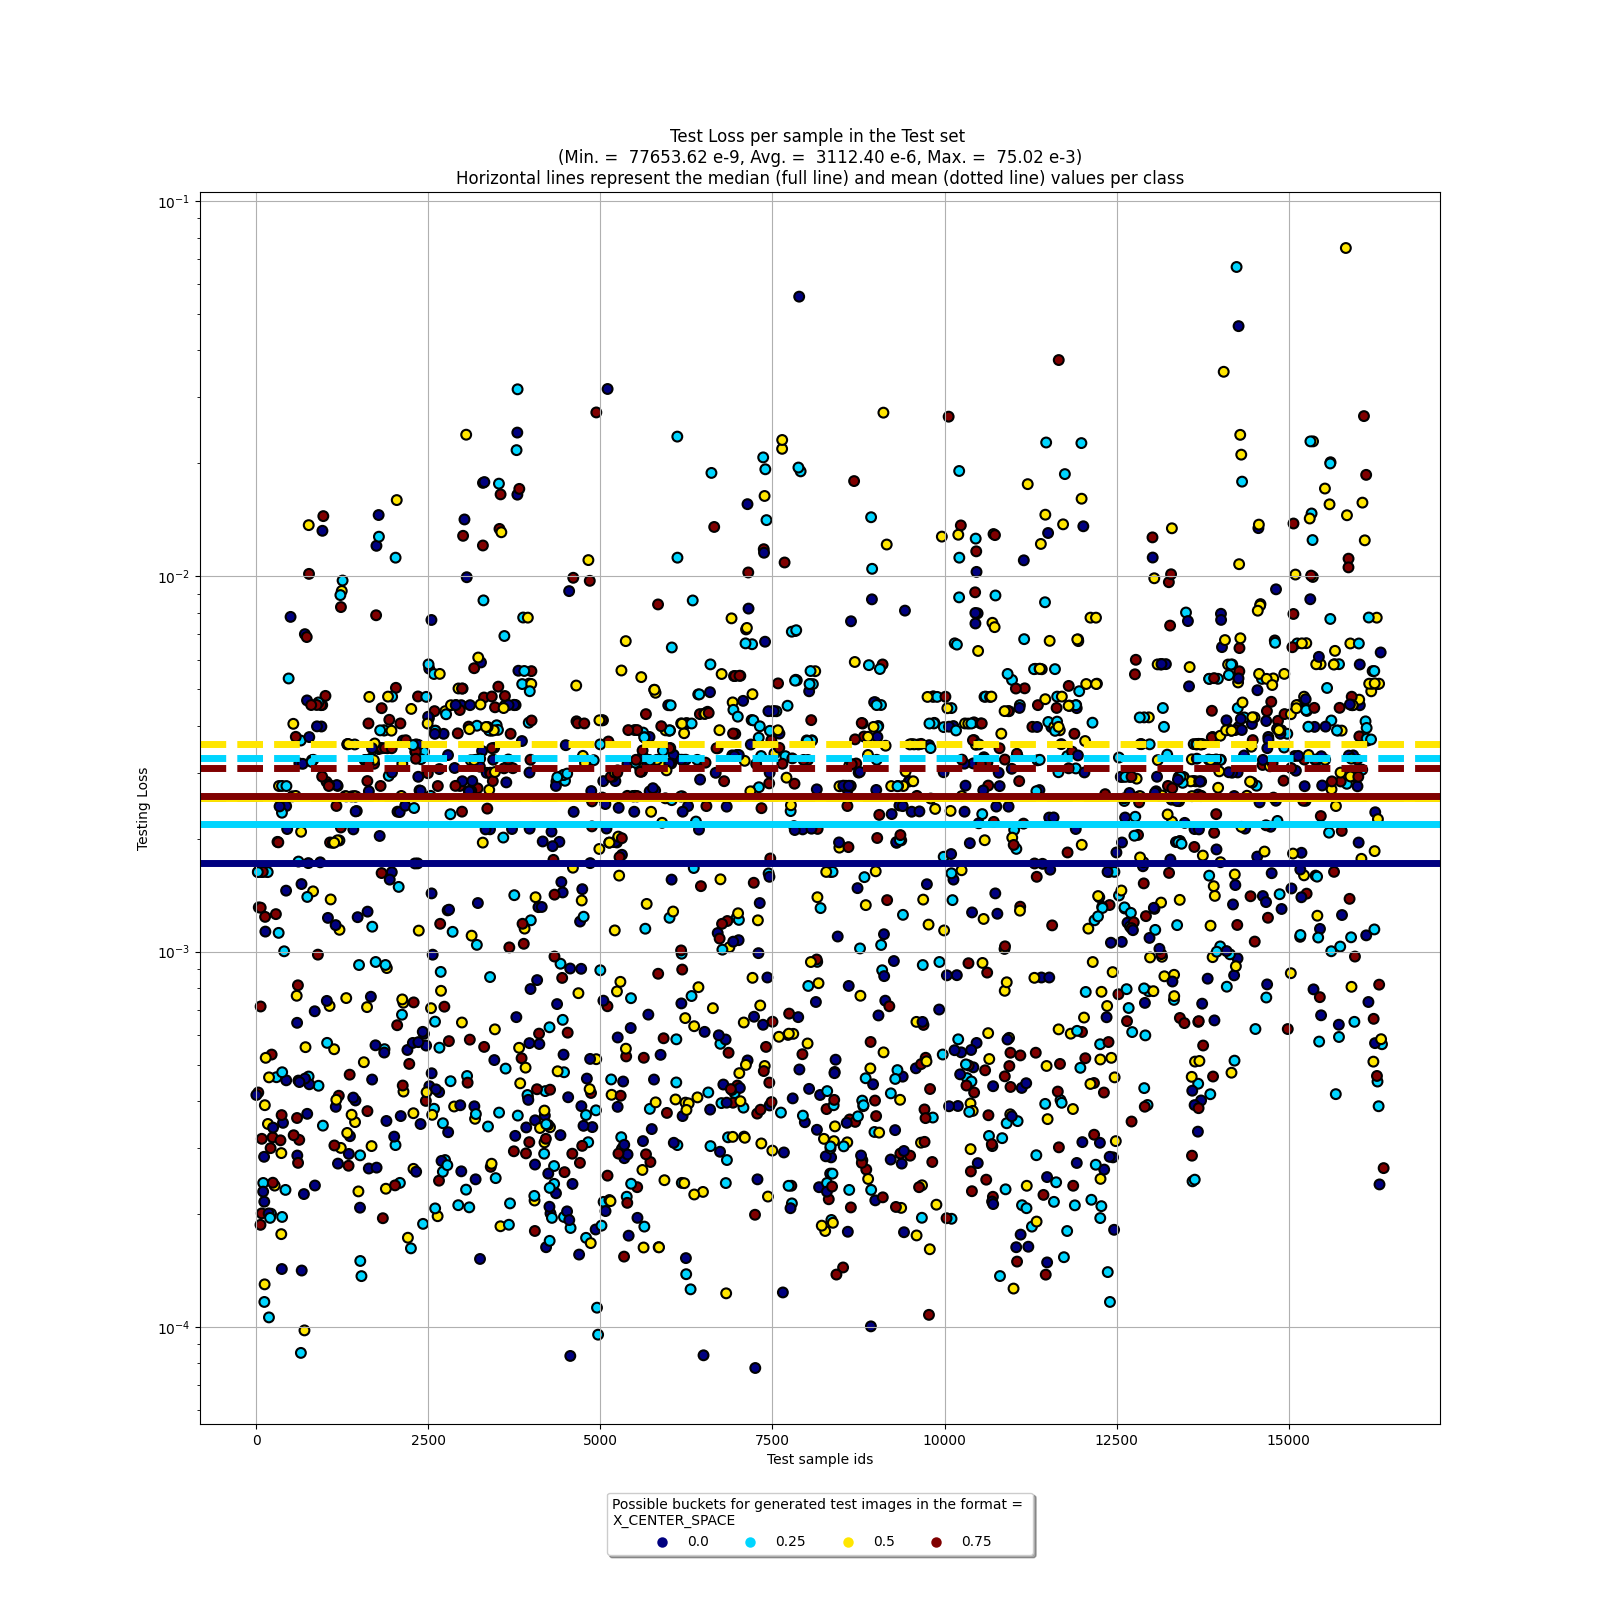 Test Loss per sample in the Test set
(Min. =  77653.62 e-9, Avg. =  3112.40 e-6, Max. =  75.02 e-3)
Horizontal lines represent the median (full line) and mean (dotted line) values per class
Testing Loss
10⁻¹
10⁻²
10⁻³
10⁻⁴
0 2500 5000 7500 10000 12500 15000
Test sample ids
Possible buckets for generated test images in the format =
X_CENTER_SPACE
0.0 0.25 0.5 0.75